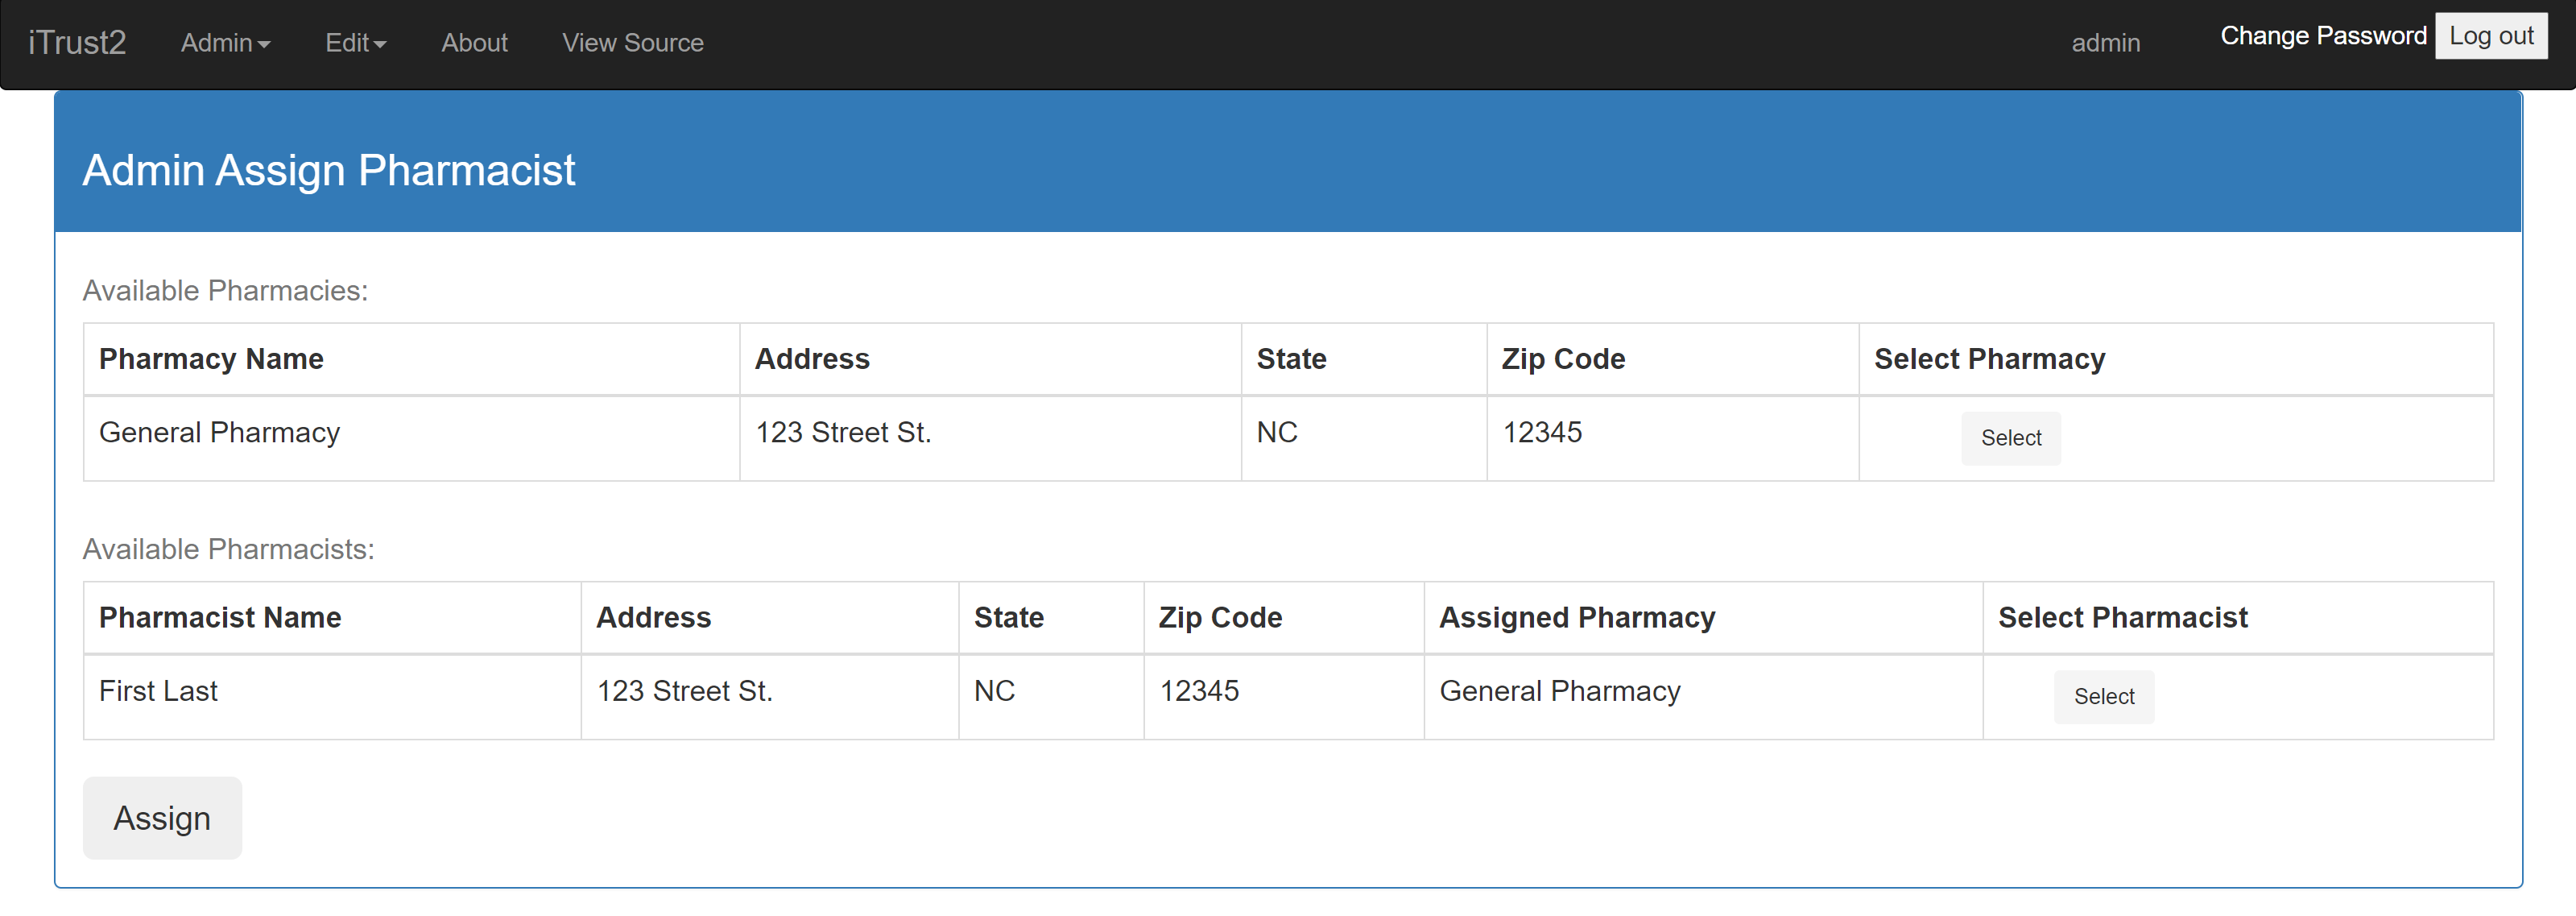 iTrust2 Admin Edit About View Source admin Change Password Log out
Admin Assign Pharmacist
Available Pharmacies:
Pharmacy Name Address State Zip Code Select Pharmacy
General Pharmacy 123 Street St. NC 12345 Select
Available Pharmacists:
Pharmacist Name Address State Zip Code Assigned Pharmacy Select Pharmacist
First Last 123 Street St. NC 12345 General Pharmacy Select
Assign